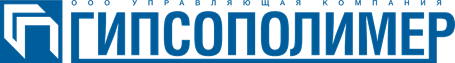 ООО УПРАВЛЯЮЩАЯ КОМПАНИЯ
ГИПСОПОЛИМЕР